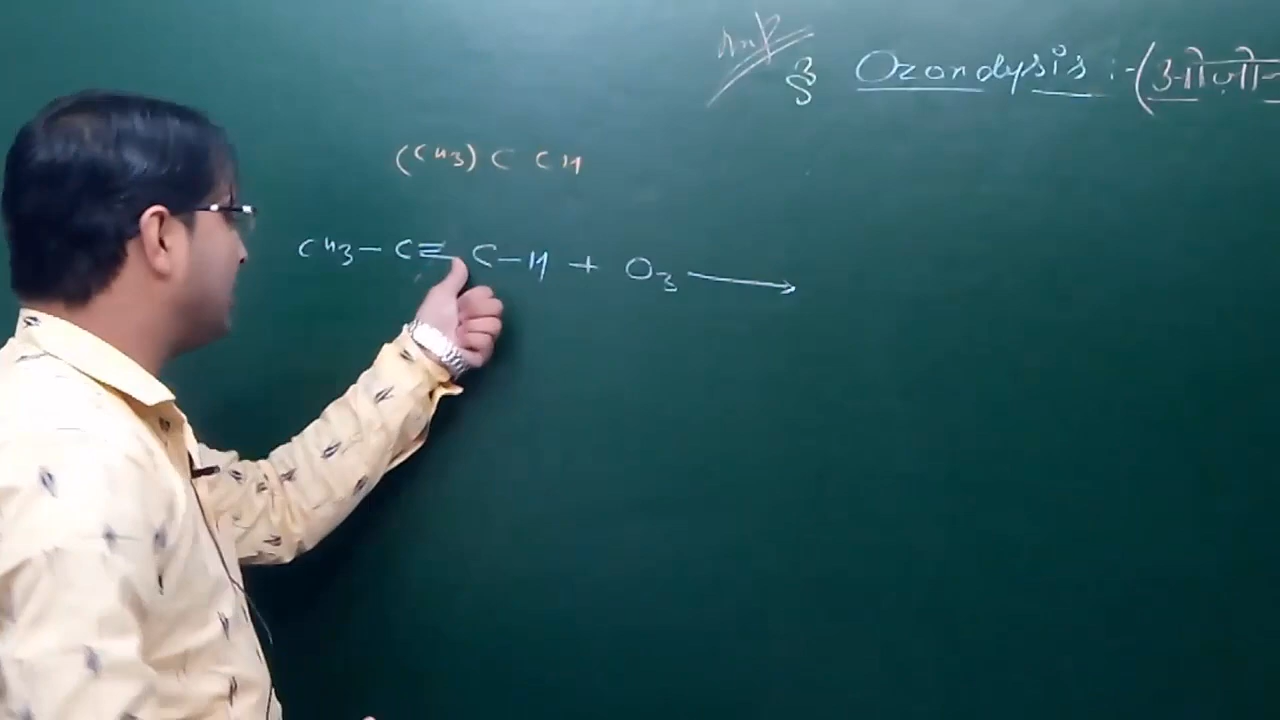 Ozonolysis :- (ओज़ोन
(CH3) C CH
CH3 - C ≡ C - H + O3 →